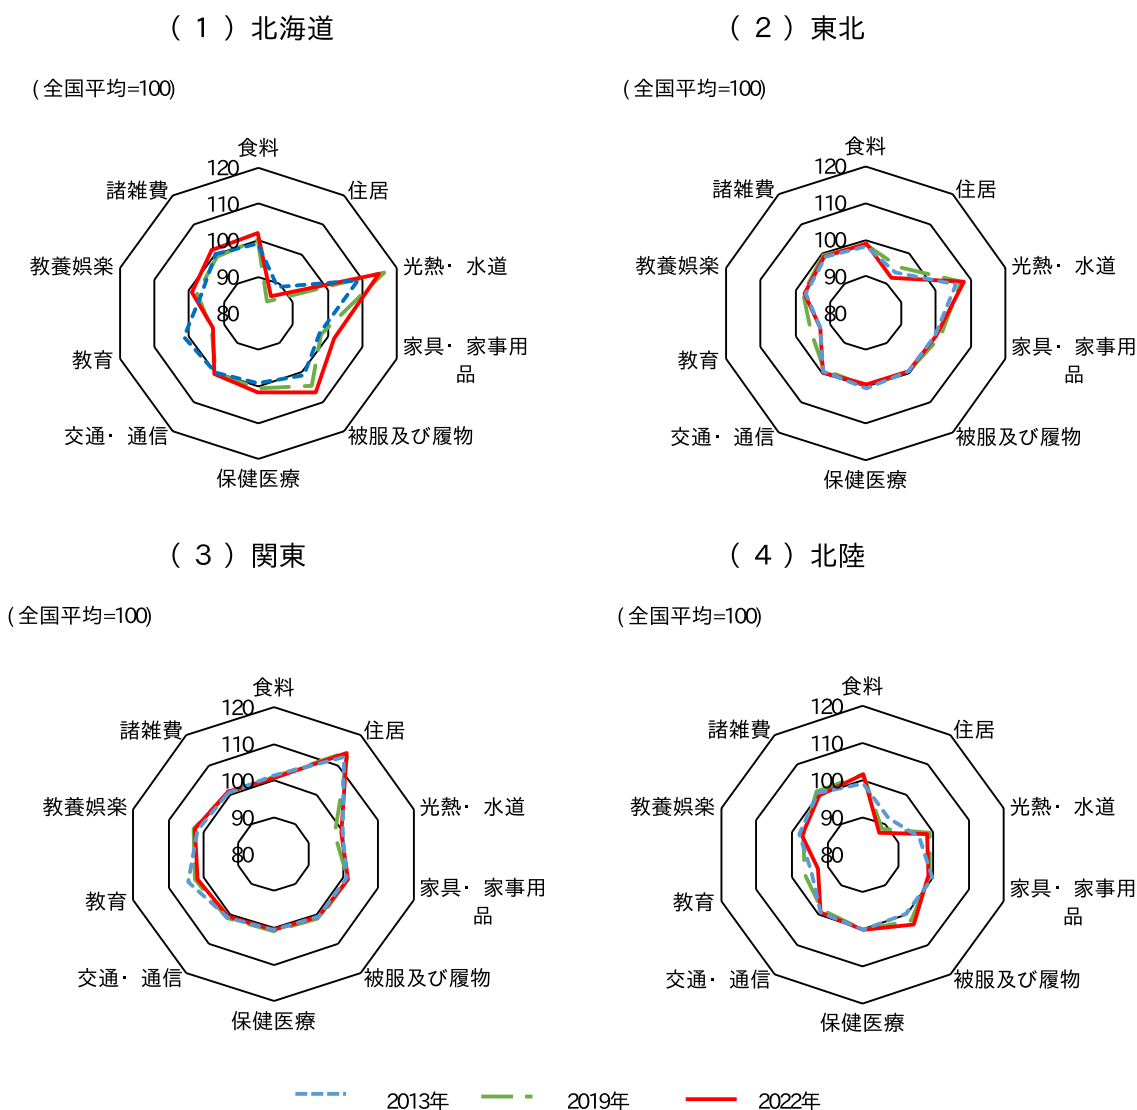 （１）北海道
(全国平均=100)
食料
住居
光熱・水道
家具・家事用
品
被服及び履物
保健医療
交通・通信
教育
教養娯楽
諸雑費
120
110
100
90
80
（２）東北
(全国平均=100)
食料
住居
光熱・水道
家具・家事用
品
被服及び履物
保健医療
交通・通信
教育
教養娯楽
諸雑費
120
110
100
90
80
（３）関東
(全国平均=100)
食料
住居
光熱・水道
家具・家事用
品
被服及び履物
保健医療
交通・通信
教育
教養娯楽
諸雑費
120
110
100
90
80
（４）北陸
(全国平均=100)
食料
住居
光熱・水道
家具・家事用
品
被服及び履物
保健医療
交通・通信
教育
教養娯楽
諸雑費
120
110
100
90
80
2013年
2019年
2022年